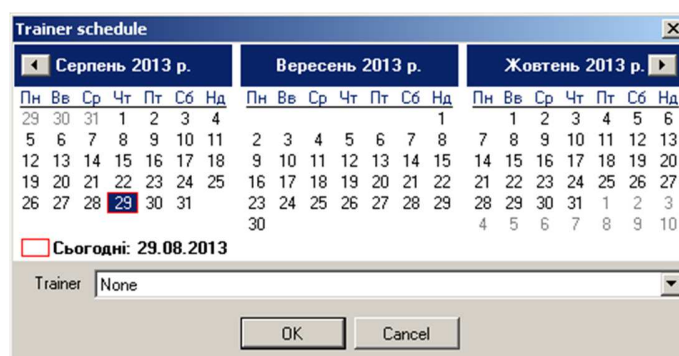 Trainer schedule
Серпень 2013 р. Вересень 2013 р. Жовтень 2013 р.
Пн Вв Ср Чт Пт Сб Нд Пн Вв Ср Чт Пт Сб Нд Пн Вв Ср Чт Пт Сб Нд
29 30 31 1 2 3 4 1 1 2 3 4 5 6
5 6 7 8 9 10 11 2 3 4 5 6 7 8 7 8 9 10 11 12 13
12 13 14 15 16 17 18 9 10 11 12 13 14 15 14 15 16 17 18 19 20
19 20 21 22 23 24 25 16 17 18 19 20 21 22 21 22 23 24 25 26 27
26 27 28 29 30 31 23 24 25 26 27 28 29 28 29 30 31 1 2 3
30 4 5 6 7 8 9 10
Сьогодні: 29.08.2013
Trainer None
OK Cancel